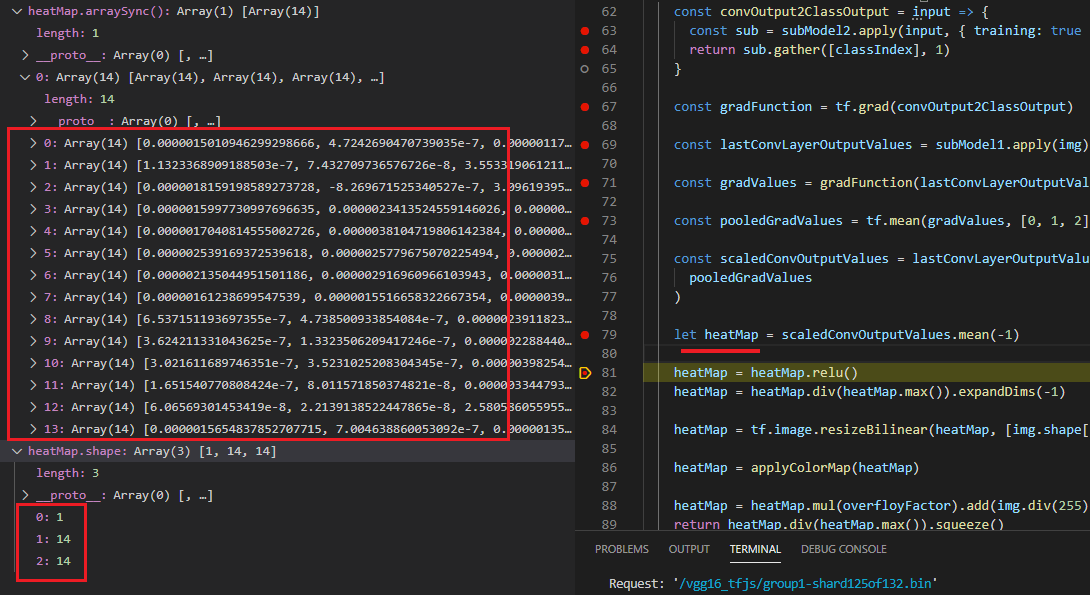 heatMap.arraySync(): Array(1) [Array(14)]
length: 1
__proto__: Array(0) [, …]
0: Array(14) [Array(14), Array(14), Array(14), …]
length: 14
__proto__: Array(0) [, …]
0: Array(14) [0.0000015010946299298666, 4.7242690470739035e-7, 0.00000117…
1: Array(14) [1.1323368909188503e-7, 7.432709736576726e-8, 3.553319061211…
2: Array(14) [0.0000018159198589273728, -8.269671525340527e-7, 3.09619395…
3: Array(14) [0.0000015997730997696635, 0.0000023413524559146026, 0.00000…
4: Array(14) [0.0000017040814555002726, 0.0000038104719806142384, 0.00000…
5: Array(14) [0.000002539169372539618, 0.0000025779675070225494, 0.000002…
6: Array(14) [0.000002135044951501186, 0.000002916960966103943, 0.0000031…
7: Array(14) [0.00000161238699547539, 0.0000015516658322667354, 0.0000039…
8: Array(14) [6.537151193697355e-7, 4.738500933854084e-7, 0.0000023911823…
9: Array(14) [3.624211331043625e-7, 1.3323506209417246e-7, 0.000002288440…
10: Array(14) [3.021611689746351e-7, 3.5231025208304345e-7, 0.00000398254…
11: Array(14) [1.651540770808424e-7, 8.011571850374821e-8, 0.000003344793…
12: Array(14) [6.06569301453419e-8, 2.2139138522447865e-8, 2.580586055955…
13: Array(14) [0.0000015654837852707715, 7.004638860053092e-7, 0.00000135…
heatMap.shape: Array(3) [1, 14, 14]
length: 3
__proto__: Array(0) [, …]
0: 1
1: 14
2: 14
62 const convOutput2ClassOutput = input => {
63 const sub = subModel2.apply(input, { training: true
64 return sub.gather([classIndex], 1)
65 }
66
67 const gradFunction = tf.grad(convOutput2ClassOutput)
68
69 const lastConvLayerOutputValues = subModel1.apply(img)
70
71 const gradValues = gradFunction(lastConvLayerOutputVal
72
73 const pooledGradValues = tf.mean(gradValues, [0, 1, 2]
74
75 const scaledConvOutputValues = lastConvLayerOutputValu
76 pooledGradValues
77 )
78
79 let heatMap = scaledConvOutputValues.mean(-1)
80
81 heatMap = heatMap.relu()
82 heatMap = heatMap.div(heatMap.max()).expandDims(-1)
83
84 heatMap = tf.image.resizeBilinear(heatMap, [img.shape[
85
86 heatMap = applyColorMap(heatMap)
87
88 heatMap = heatMap.mul(overfloyFactor).add(img.div(255)
89 return heatMap.div(heatMap.max()).squeeze()
PROBLEMS OUTPUT TERMINAL DEBUG CONSOLE
Request: '/vgg16_tfjs/group1-shard125of132.bin'